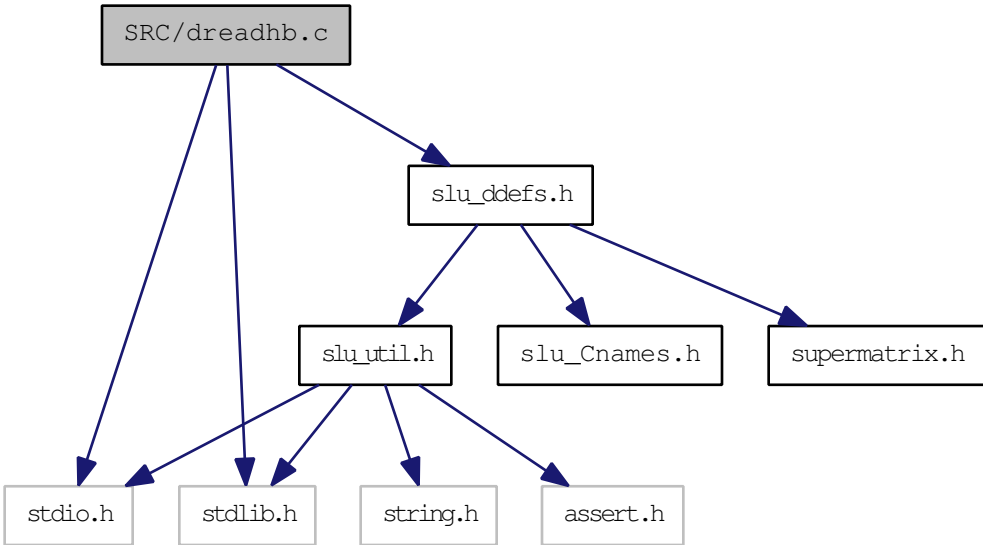 SRC/dreadhb.c
slu_ddefs.h
slu_util.h
slu_Cnames.h
supermatrix.h
stdio.h
stdlib.h
string.h
assert.h